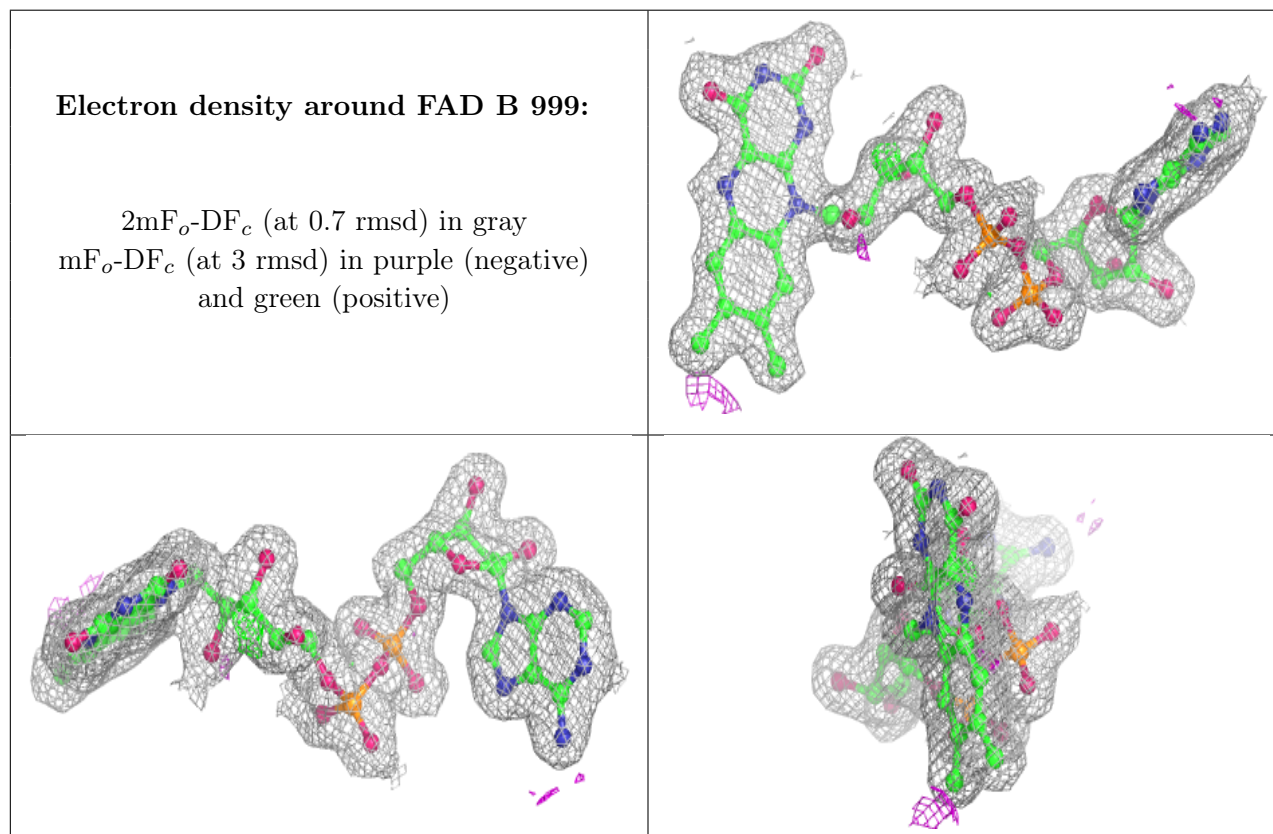 Electron density around FAD B 999:
2mFo-DFc (at 0.7 rmsd) in gray
mFo-DFc (at 3 rmsd) in purple (negative)
and green (positive)